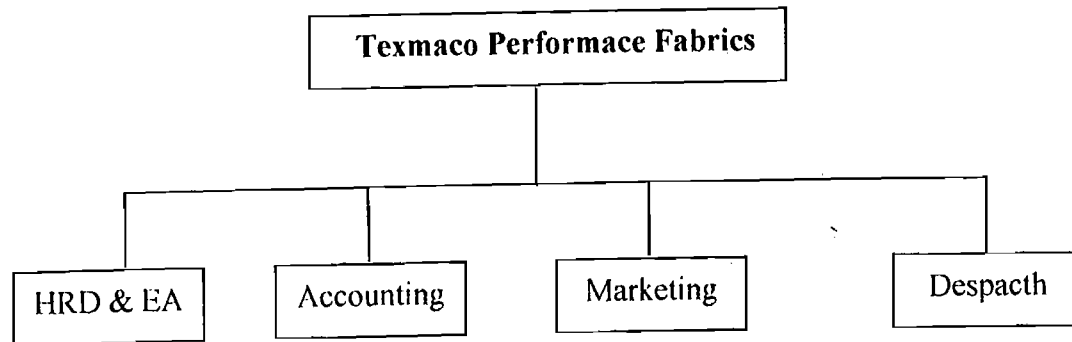 Texmaco Performace Fabrics
HRD & EA
Accounting
Marketing
Despacth